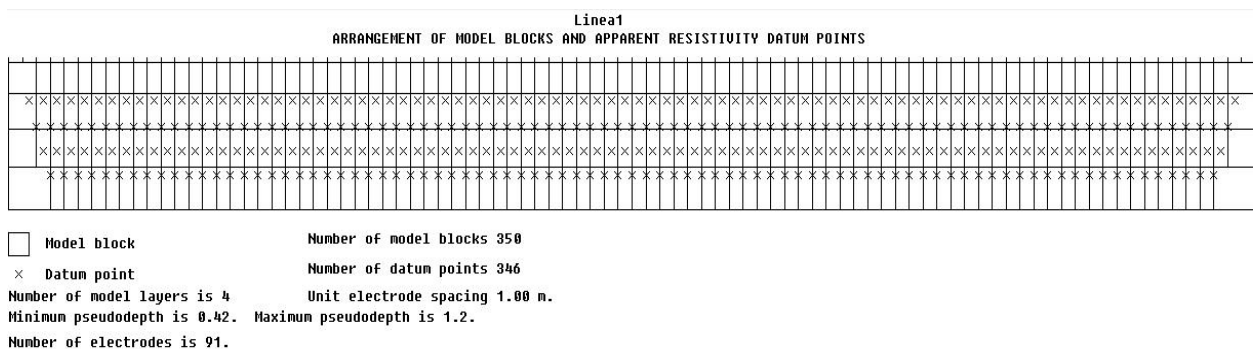 Linea1
ARRANGEMENT OF MODEL BLOCKS AND APPARENT RESISTIVITY DATUM POINTS
Model block
Number of model blocks 350
Datum point
Number of datum points 346
Number of model layers is 4
Unit electrode spacing 1.00 m.
Minimum pseudodepth is 0.42. Maximum pseudodepth is 1.2.
Number of electrodes is 91.